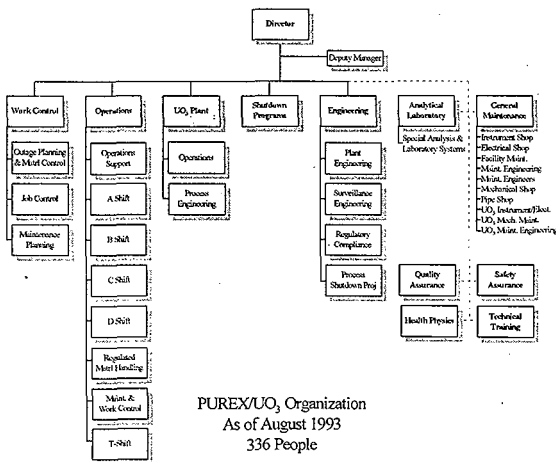 Director
Deputy Manager
Work Control
Operations
UO₃ Plant
Shutdown
Programs
Engineering
Analytical
Laboratory
General
Maintenance
Outage Planning
& Matrl Control
Job Control
Maintenance
Planning
Operations
Support
A Shift
B Shift
C Shift
D Shift
Regulated
Matrl Handling
Maint. &
Work Control
T-Shift
Operations
Process
Engineering
Plant
Engineering
Surveillance
Engineering
Regulatory
Compliance
Process
Shutdown Proj
Special Analysis &
Laboratory Systems
Instrument Shop
Electrical Shop
Facility Maint.
Maint. Engineering
Maint. Engineers
Mechanical Shop
Pipe Shop
UO₃ Instrument/Elect.
UO₃ Mech. Maint.
UO₃ Maint. Engineering
Quality
Assurance
Safety
Assurance
Health Physics
Technical
Training
PUREX/UO₃ Organization
As of August 1993
336 People